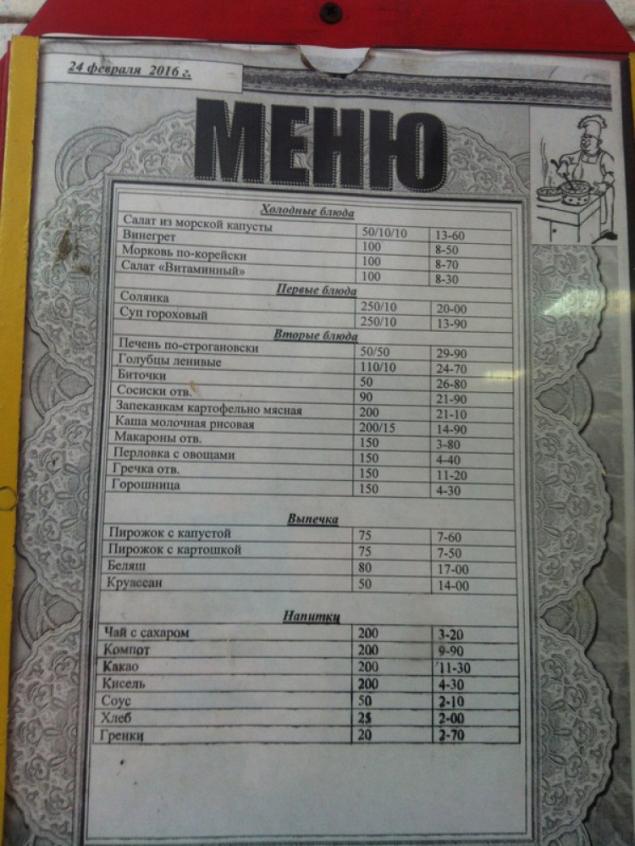 24 февраля 2016 г.
МЕНЮ
Холодные блюда
Салат из морской капусты 50/10/10 13-60
Винегрет 100 8-50
Морковь по-корейски 100 8-70
Салат «Витаминный» 100 8-30
Первые блюда
Солянка 250/10 20-00
Суп гороховый 250/10 13-90
Вторые блюда
Печень по-строгановски 50/50 29-90
Голубцы ленивые 110/10 24-70
Биточки 50 26-80
Сосиски отв. 90 21-90
Запеканкам картофельно мясная 200 21-10
Каша молочная рисовая 200/15 14-90
Макароны отв. 150 3-80
Перловка с овощами 150 4-40
Гречка отв. 150 11-20
Горошница 150 4-30
Выпечка
Пирожок с капустой 75 7-60
Пирожок с картошкой 75 7-50
Беляш 80 17-00
Круассан 50 14-00
Напитки
Чай с сахаром 200 3-20
Компот 200 9-90
Какао 200 11-30
Кисель 200 4-30
Соус 50 2-10
Хлеб 25 2-00
Гренки 20 2-70